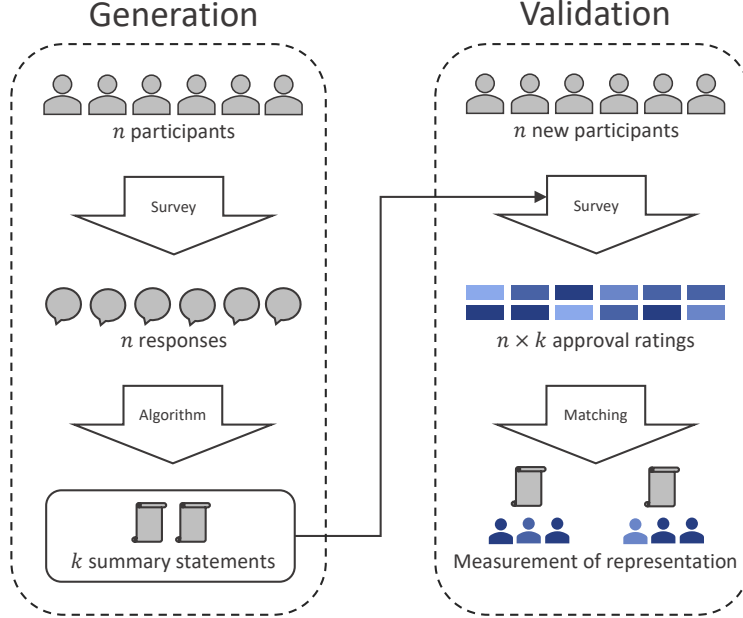 Generation
n participants
Survey
n responses
Algorithm
k summary statements
Validation
n new participants
Survey
n × k approval ratings
Matching
Measurement of representation